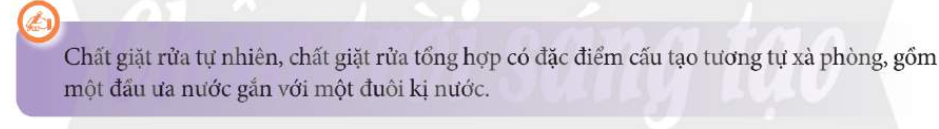 Chất giặt rửa tự nhiên, chất giặt rửa tổng hợp có đặc điểm cấu tạo tương tự xà phòng, gồm
một đầu ưa nước gắn với một đuôi kị nước.